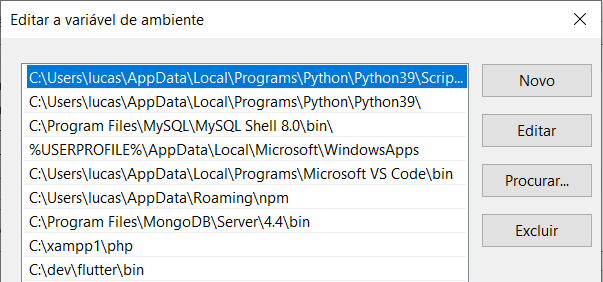 Editar a variável de ambiente
C:\Users\lucas\AppData\Local\Programs\Python\Python39\Scrip...
C:\Users\lucas\AppData\Local\Programs\Python\Python39\
C:\Program Files\MySQL\MySQL Shell 8.0\bin\
%USERPROFILE%\AppData\Local\Microsoft\WindowsApps
C:\Users\lucas\AppData\Local\Programs\Microsoft VS Code\bin
C:\Users\lucas\AppData\Roaming\npm
C:\Program Files\MongoDB\Server\4.4\bin
C:\xampp1\php
C:\dev\flutter\bin
Novo
Editar
Procurar...
Excluir